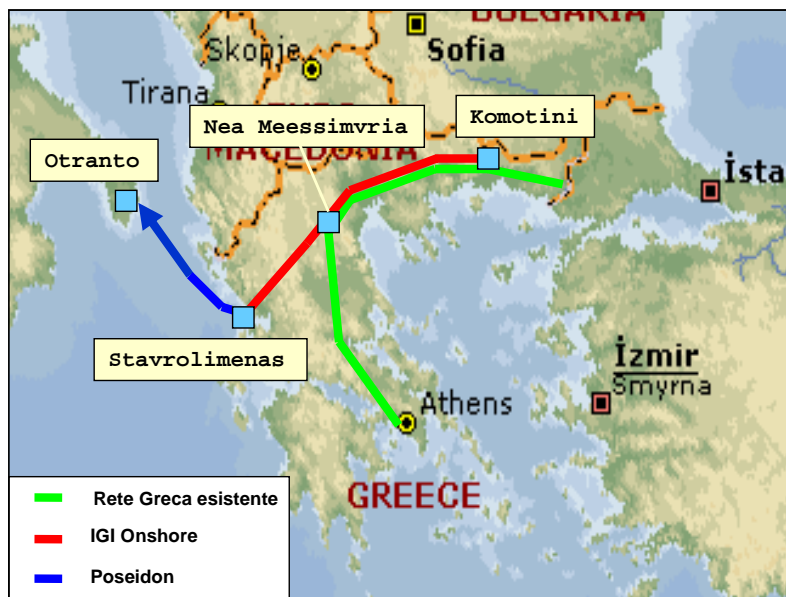 BULGARIA
Skopje
Sofia
Tirana
Nea Meessimvria
Komotini
MACEDONIA
Otranto
İsta
Stavrolimenas
İzmir
Smyrna
Athens
GREECE
Rete Greca esistente
IGI Onshore
Poseidon